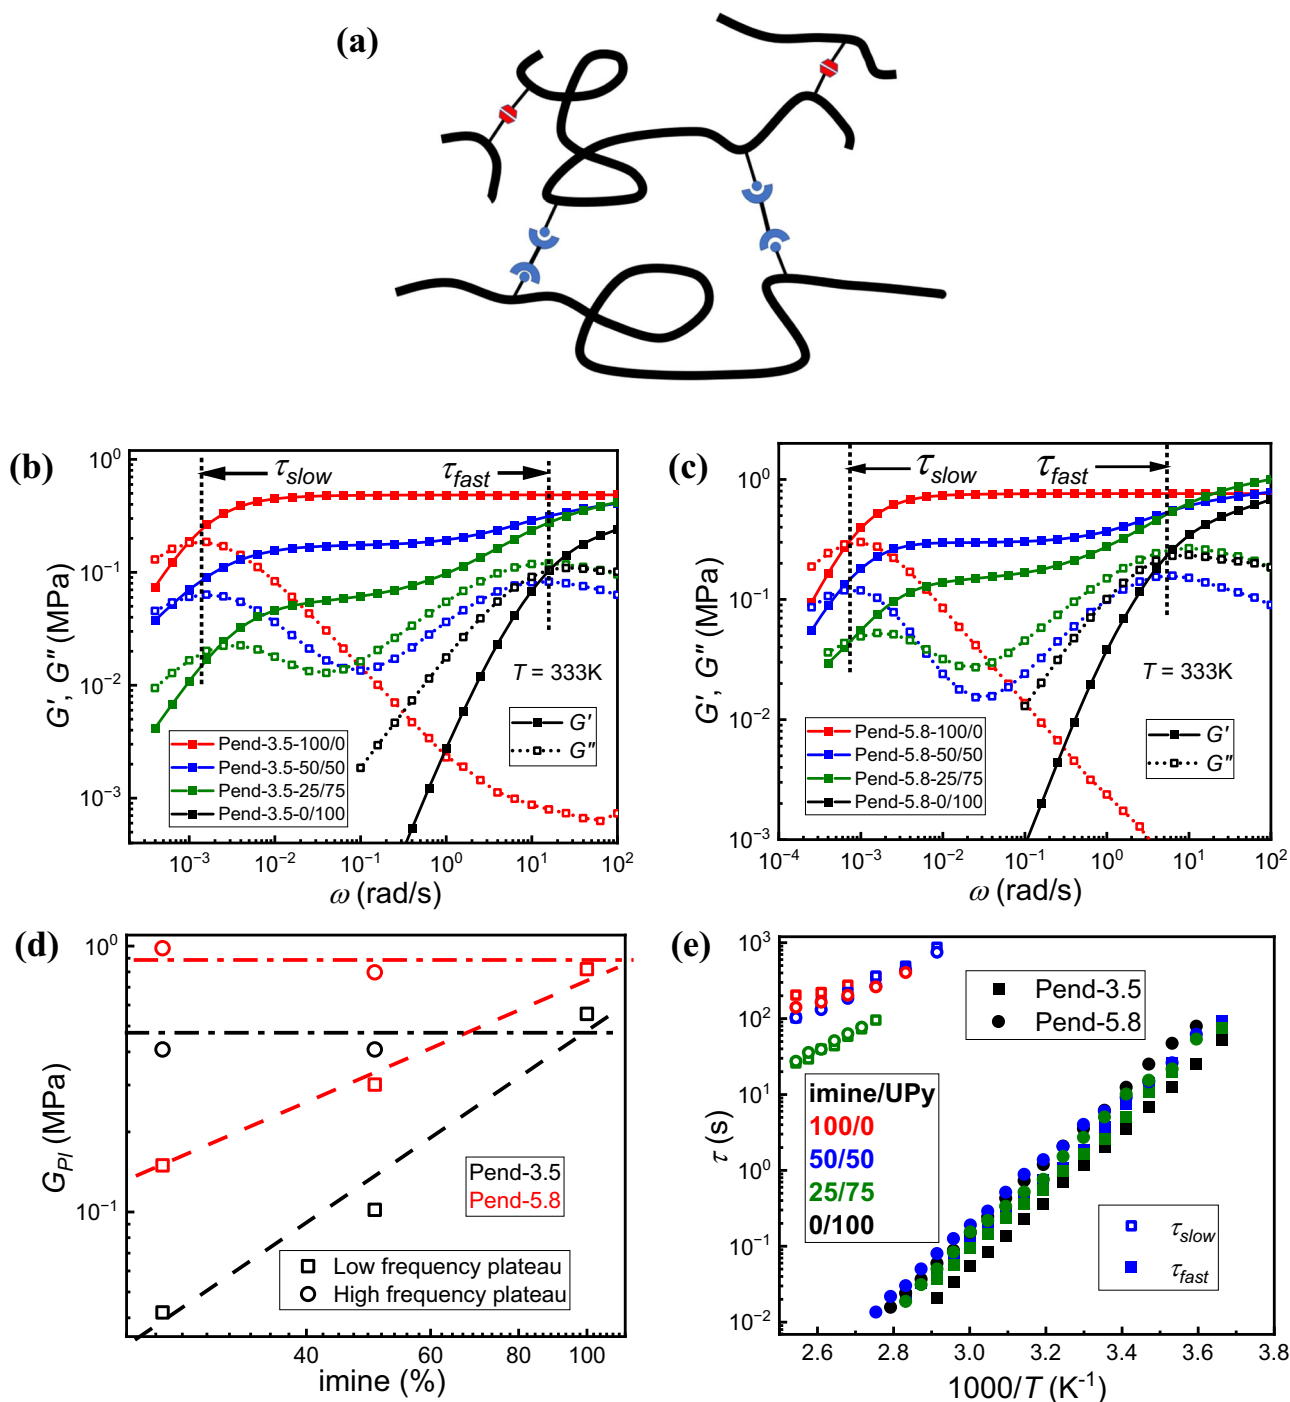 (a)
(b)
10⁰
10⁻¹
10⁻²
10⁻³
G', G" (MPa)
τslow
τfast
T = 333K
Pend-3.5-100/0
Pend-3.5-50/50
Pend-3.5-25/75
Pend-3.5-0/100
G'
G"
10⁻³ 10⁻² 10⁻¹ 10⁰ 10¹ 10²
ω (rad/s)
(c)
10⁰
10⁻¹
10⁻²
10⁻³
G', G" (MPa)
τslow
τfast
T = 333K
Pend-5.8-100/0
Pend-5.8-50/50
Pend-5.8-25/75
Pend-5.8-0/100
G'
G"
10⁻⁴ 10⁻³ 10⁻² 10⁻¹ 10⁰ 10¹ 10²
ω (rad/s)
(d)
10⁰
10⁻¹
G_Pl (MPa)
Pend-3.5
Pend-5.8
Low frequency plateau
High frequency plateau
40 60 80 100
imine (%)
(e)
10³
10²
10¹
10⁰
10⁻¹
10⁻²
τ (s)
Pend-3.5
Pend-5.8
imine/UPy
100/0
50/50
25/75
0/100
τslow
τfast
2.6 2.8 3.0 3.2 3.4 3.6 3.8
1000/T (K⁻¹)